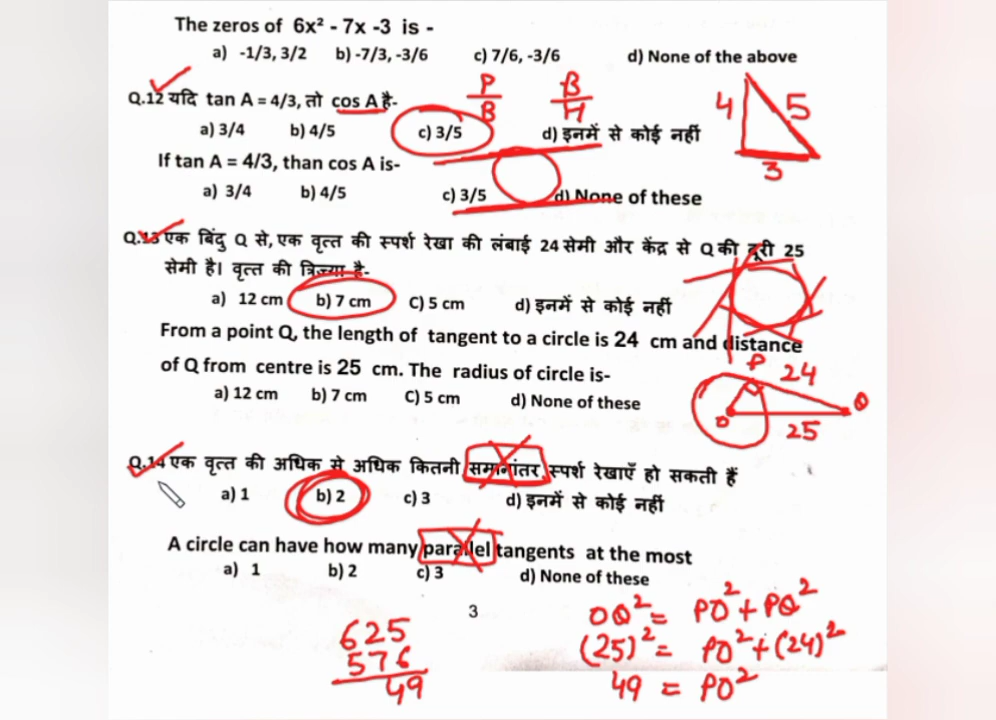 The zeros of 6x² - 7x -3 is -
a) -1/3, 3/2 b) -7/3, -3/6 c) 7/6, -3/6 d) None of the above
Q.12 यदि tan A = 4/3, तो cos A है-
P/B B/H
4 5 3
a) 3/4 b) 4/5 c) 3/5 d) इनमें से कोई नहीं
If tan A = 4/3, than cos A is-
a) 3/4 b) 4/5 c) 3/5 d) None of these
Q.13 एक बिंदु Q से, एक वृत्त की स्पर्श रेखा की लंबाई 24 सेमी और केंद्र से Q की दूरी 25
सेमी है। वृत्त की त्रिज्या है-
a) 12 cm b) 7 cm C) 5 cm d) इनमें से कोई नहीं
From a point Q, the length of tangent to a circle is 24 cm and distance
of Q from centre is 25 cm. The radius of circle is-
P 24
O Q
25
a) 12 cm b) 7 cm C) 5 cm d) None of these
Q.14 एक वृत्त की अधिक से अधिक कितनी समानांतर स्पर्श रेखाएँ हो सकती हैं
a) 1 b) 2 c) 3 d) इनमें से कोई नहीं
A circle can have how many parallel tangents at the most
a) 1 b) 2 c) 3 d) None of these
3
625
576
49
OQ² = PO² + PQ²
(25)² = PO² + (24)²
49 = PO²